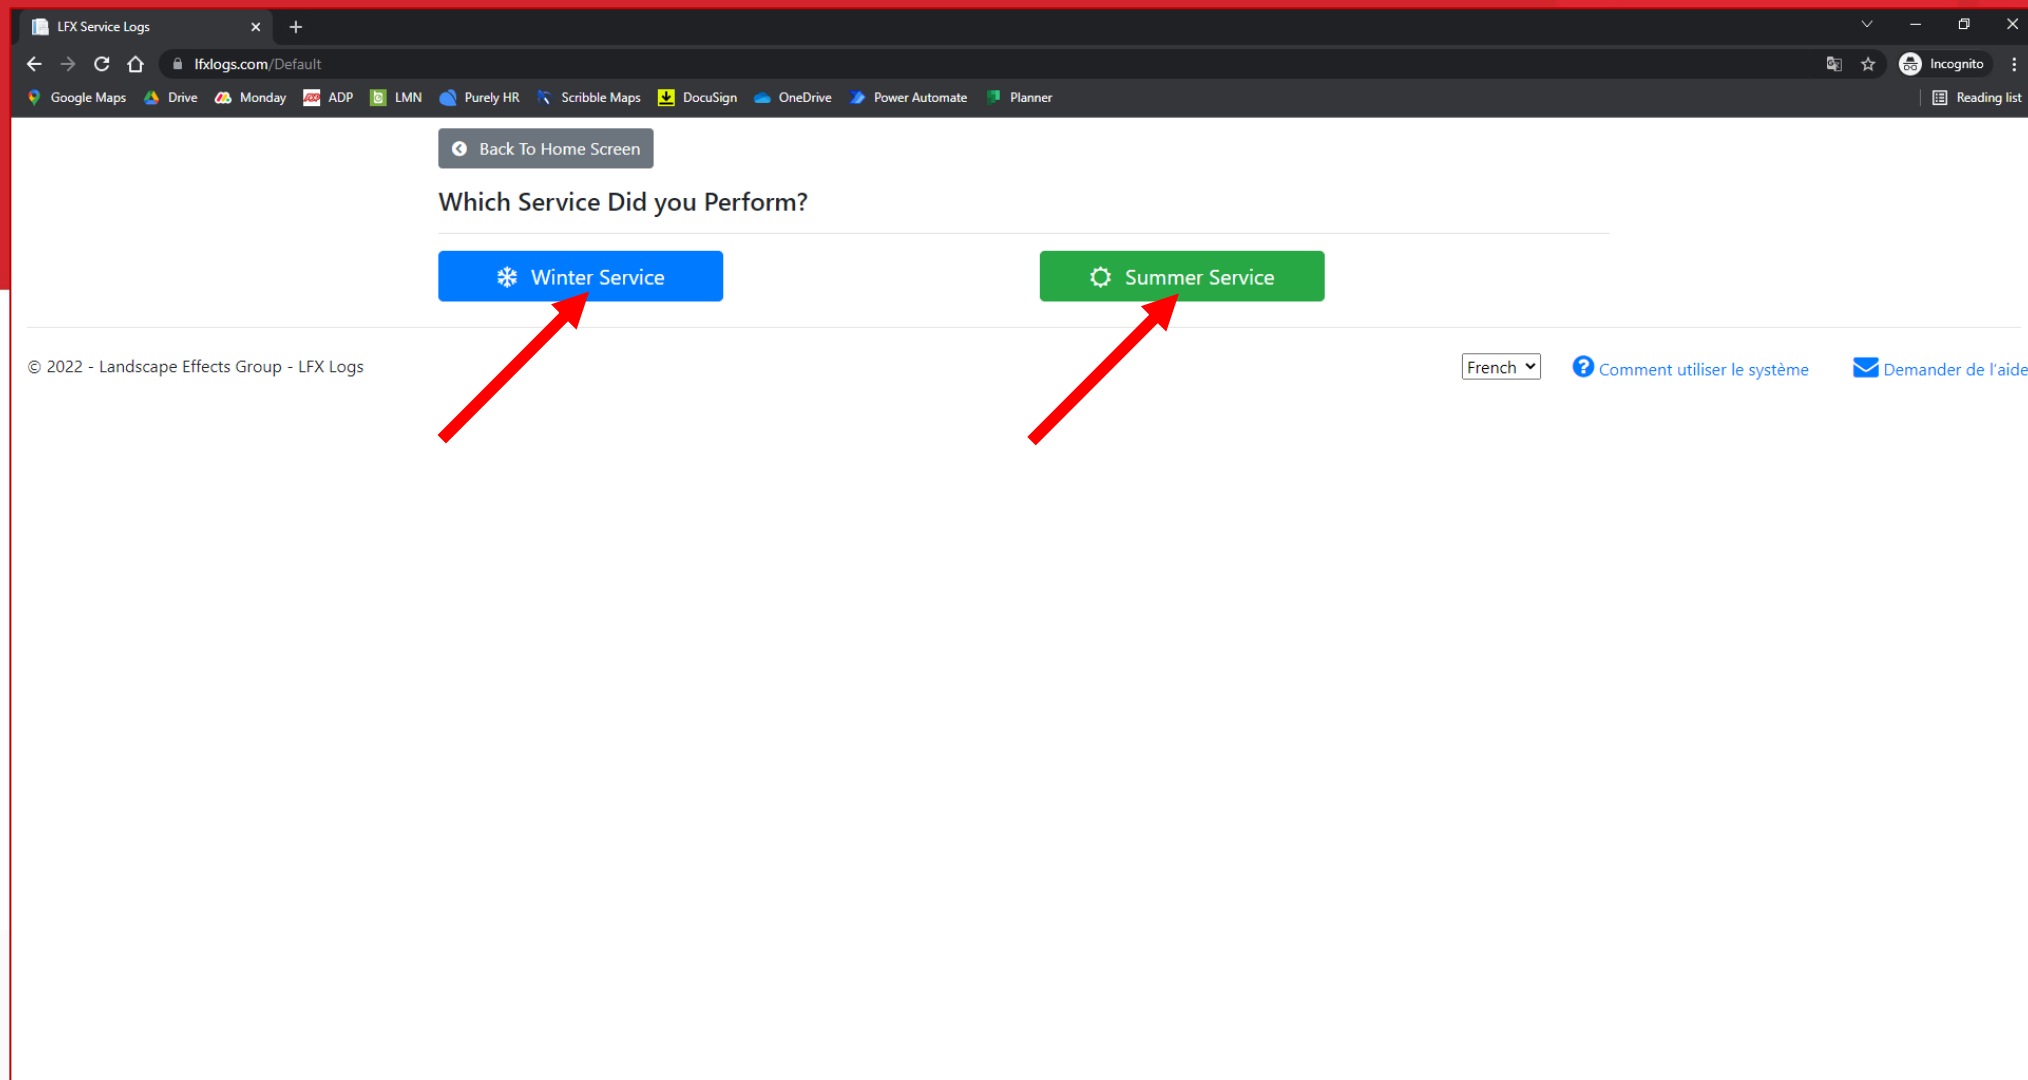 LFX Service Logs
lfxlogs.com/Default
Incognito
Google Maps Drive Monday ADP LMN Purely HR Scribble Maps DocuSign OneDrive Power Automate Planner Reading list
Back To Home Screen
Which Service Did you Perform?
Winter Service Summer Service
© 2022 - Landscape Effects Group - LFX Logs French Comment utiliser le système Demander de l'aide